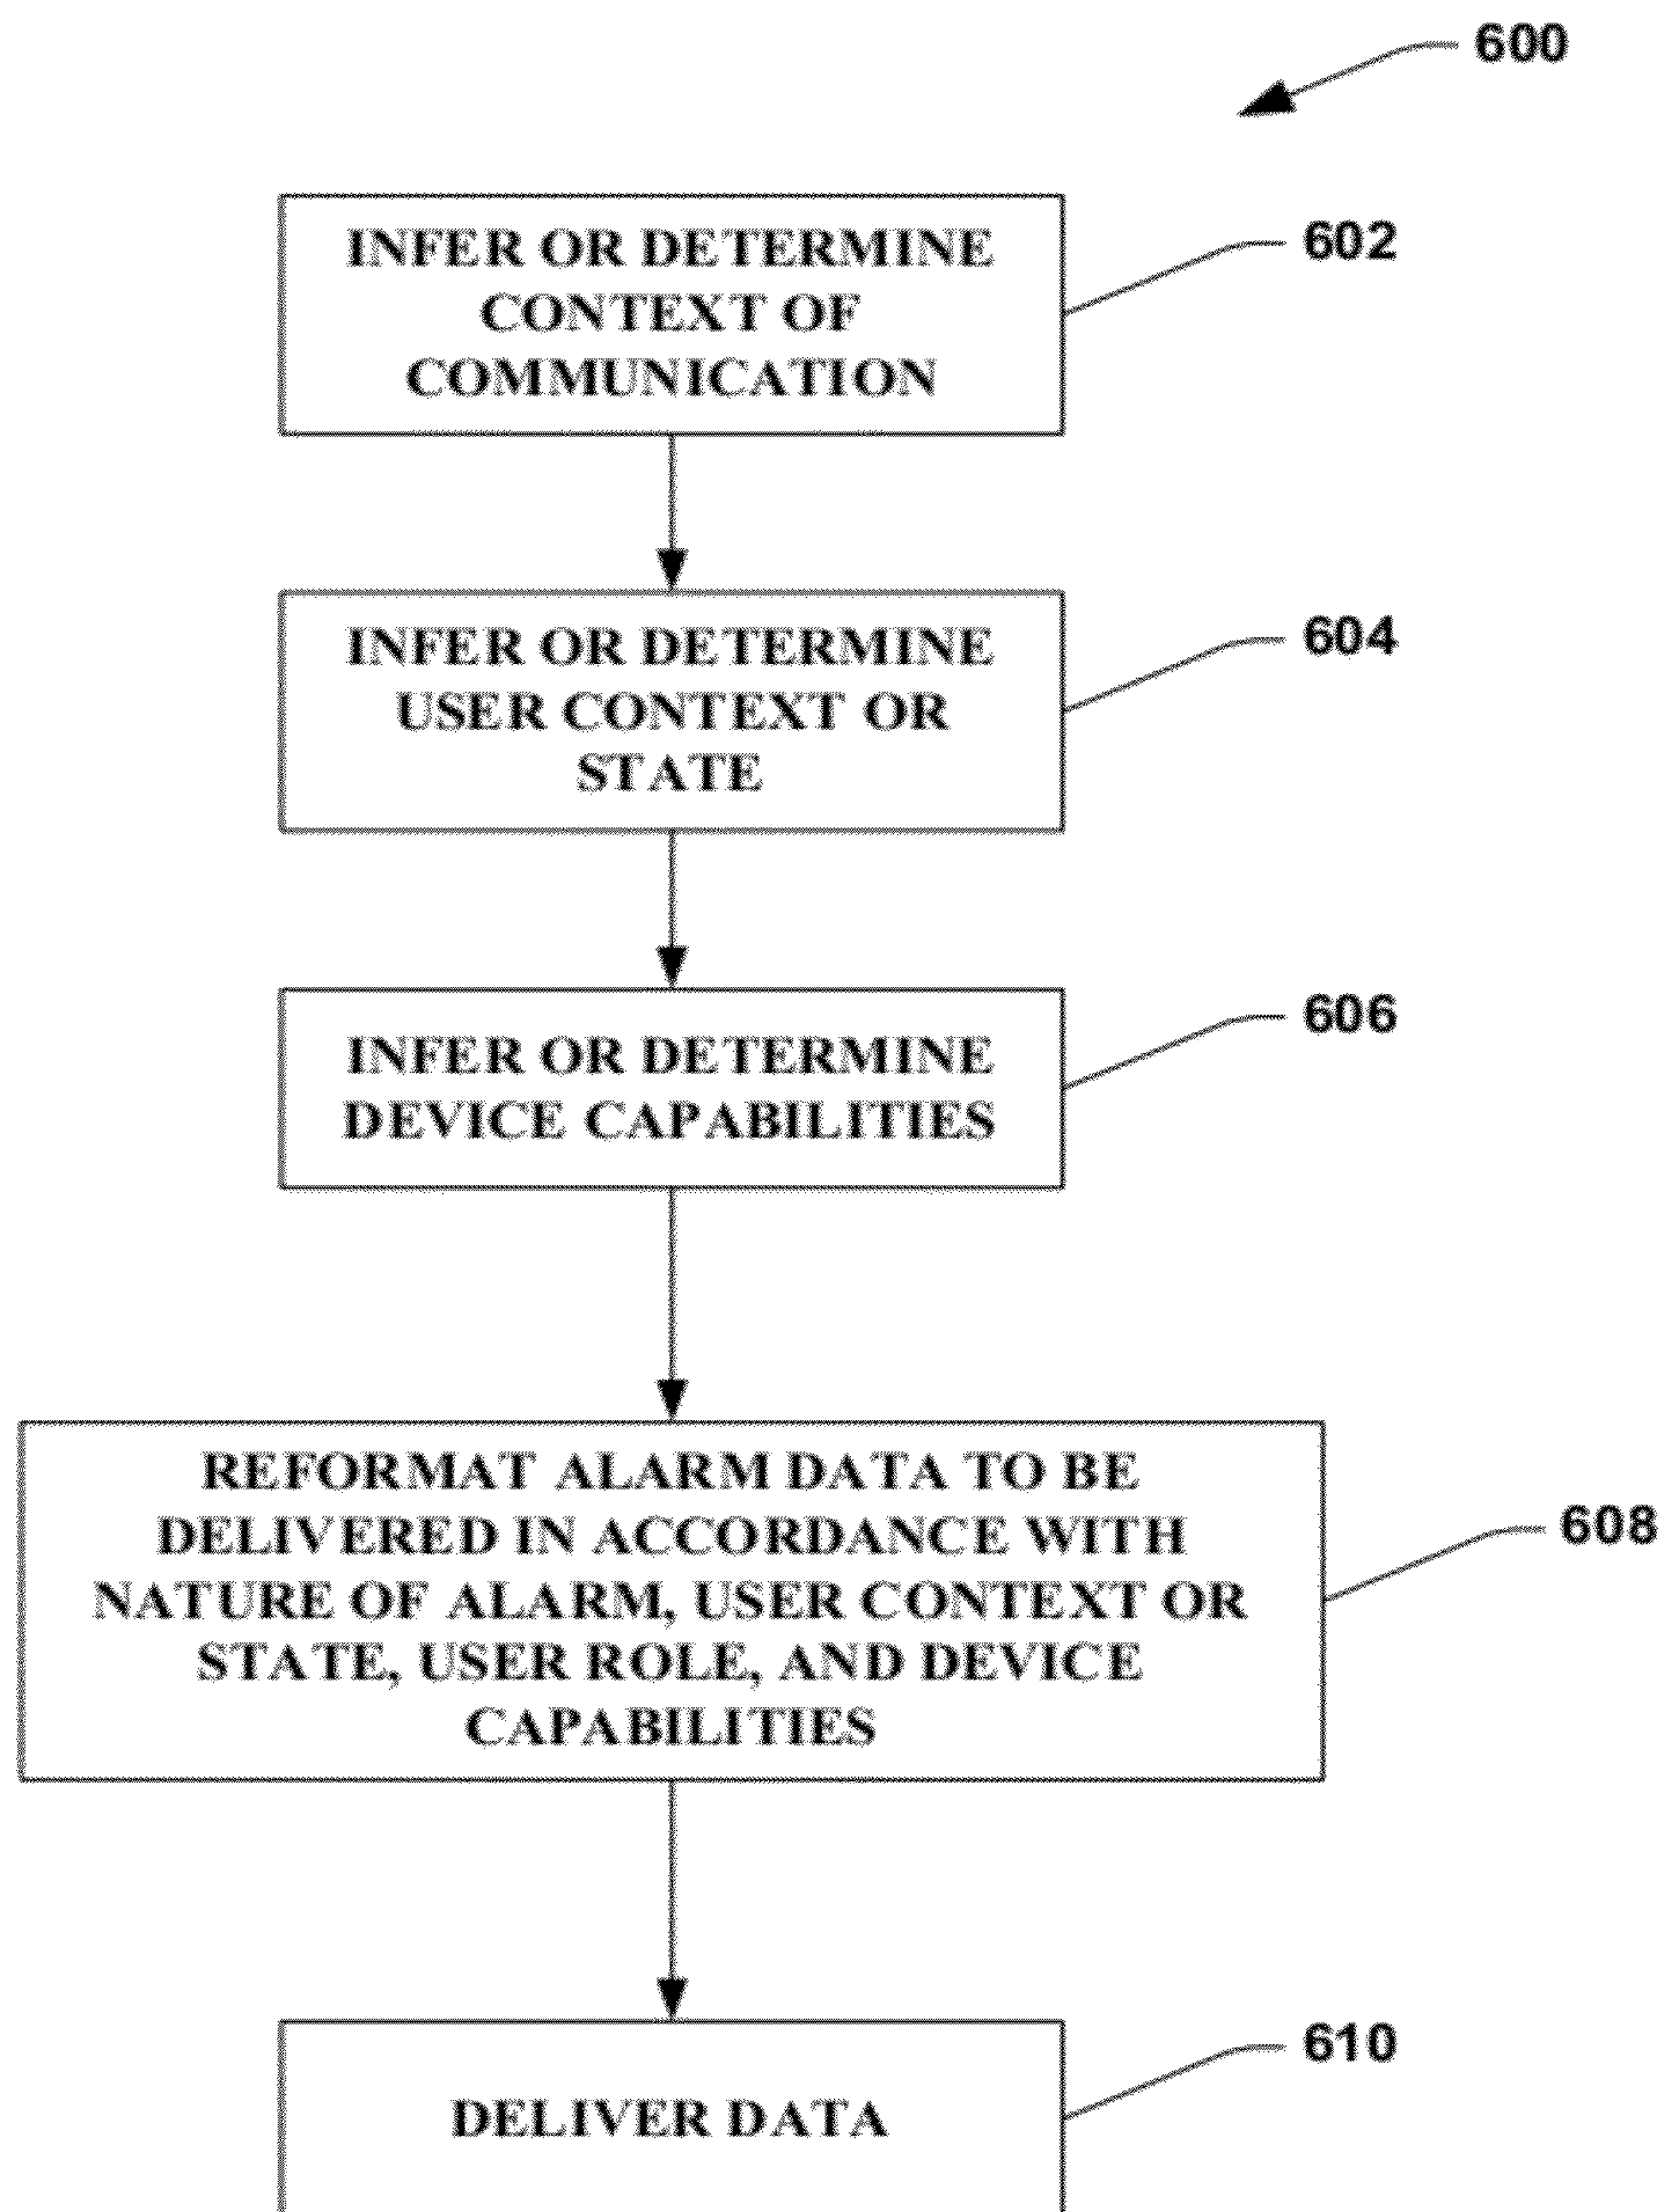 600
INFER OR DETERMINE
CONTEXT OF
COMMUNICATION
602
INFER OR DETERMINE
USER CONTEXT OR
STATE
604
INFER OR DETERMINE
DEVICE CAPABILITIES
606
REFORMAT ALARM DATA TO BE
DELIVERED IN ACCORDANCE WITH
NATURE OF ALARM, USER CONTEXT OR
STATE, USER ROLE, AND DEVICE
CAPABILITIES
608
DELIVER DATA
610